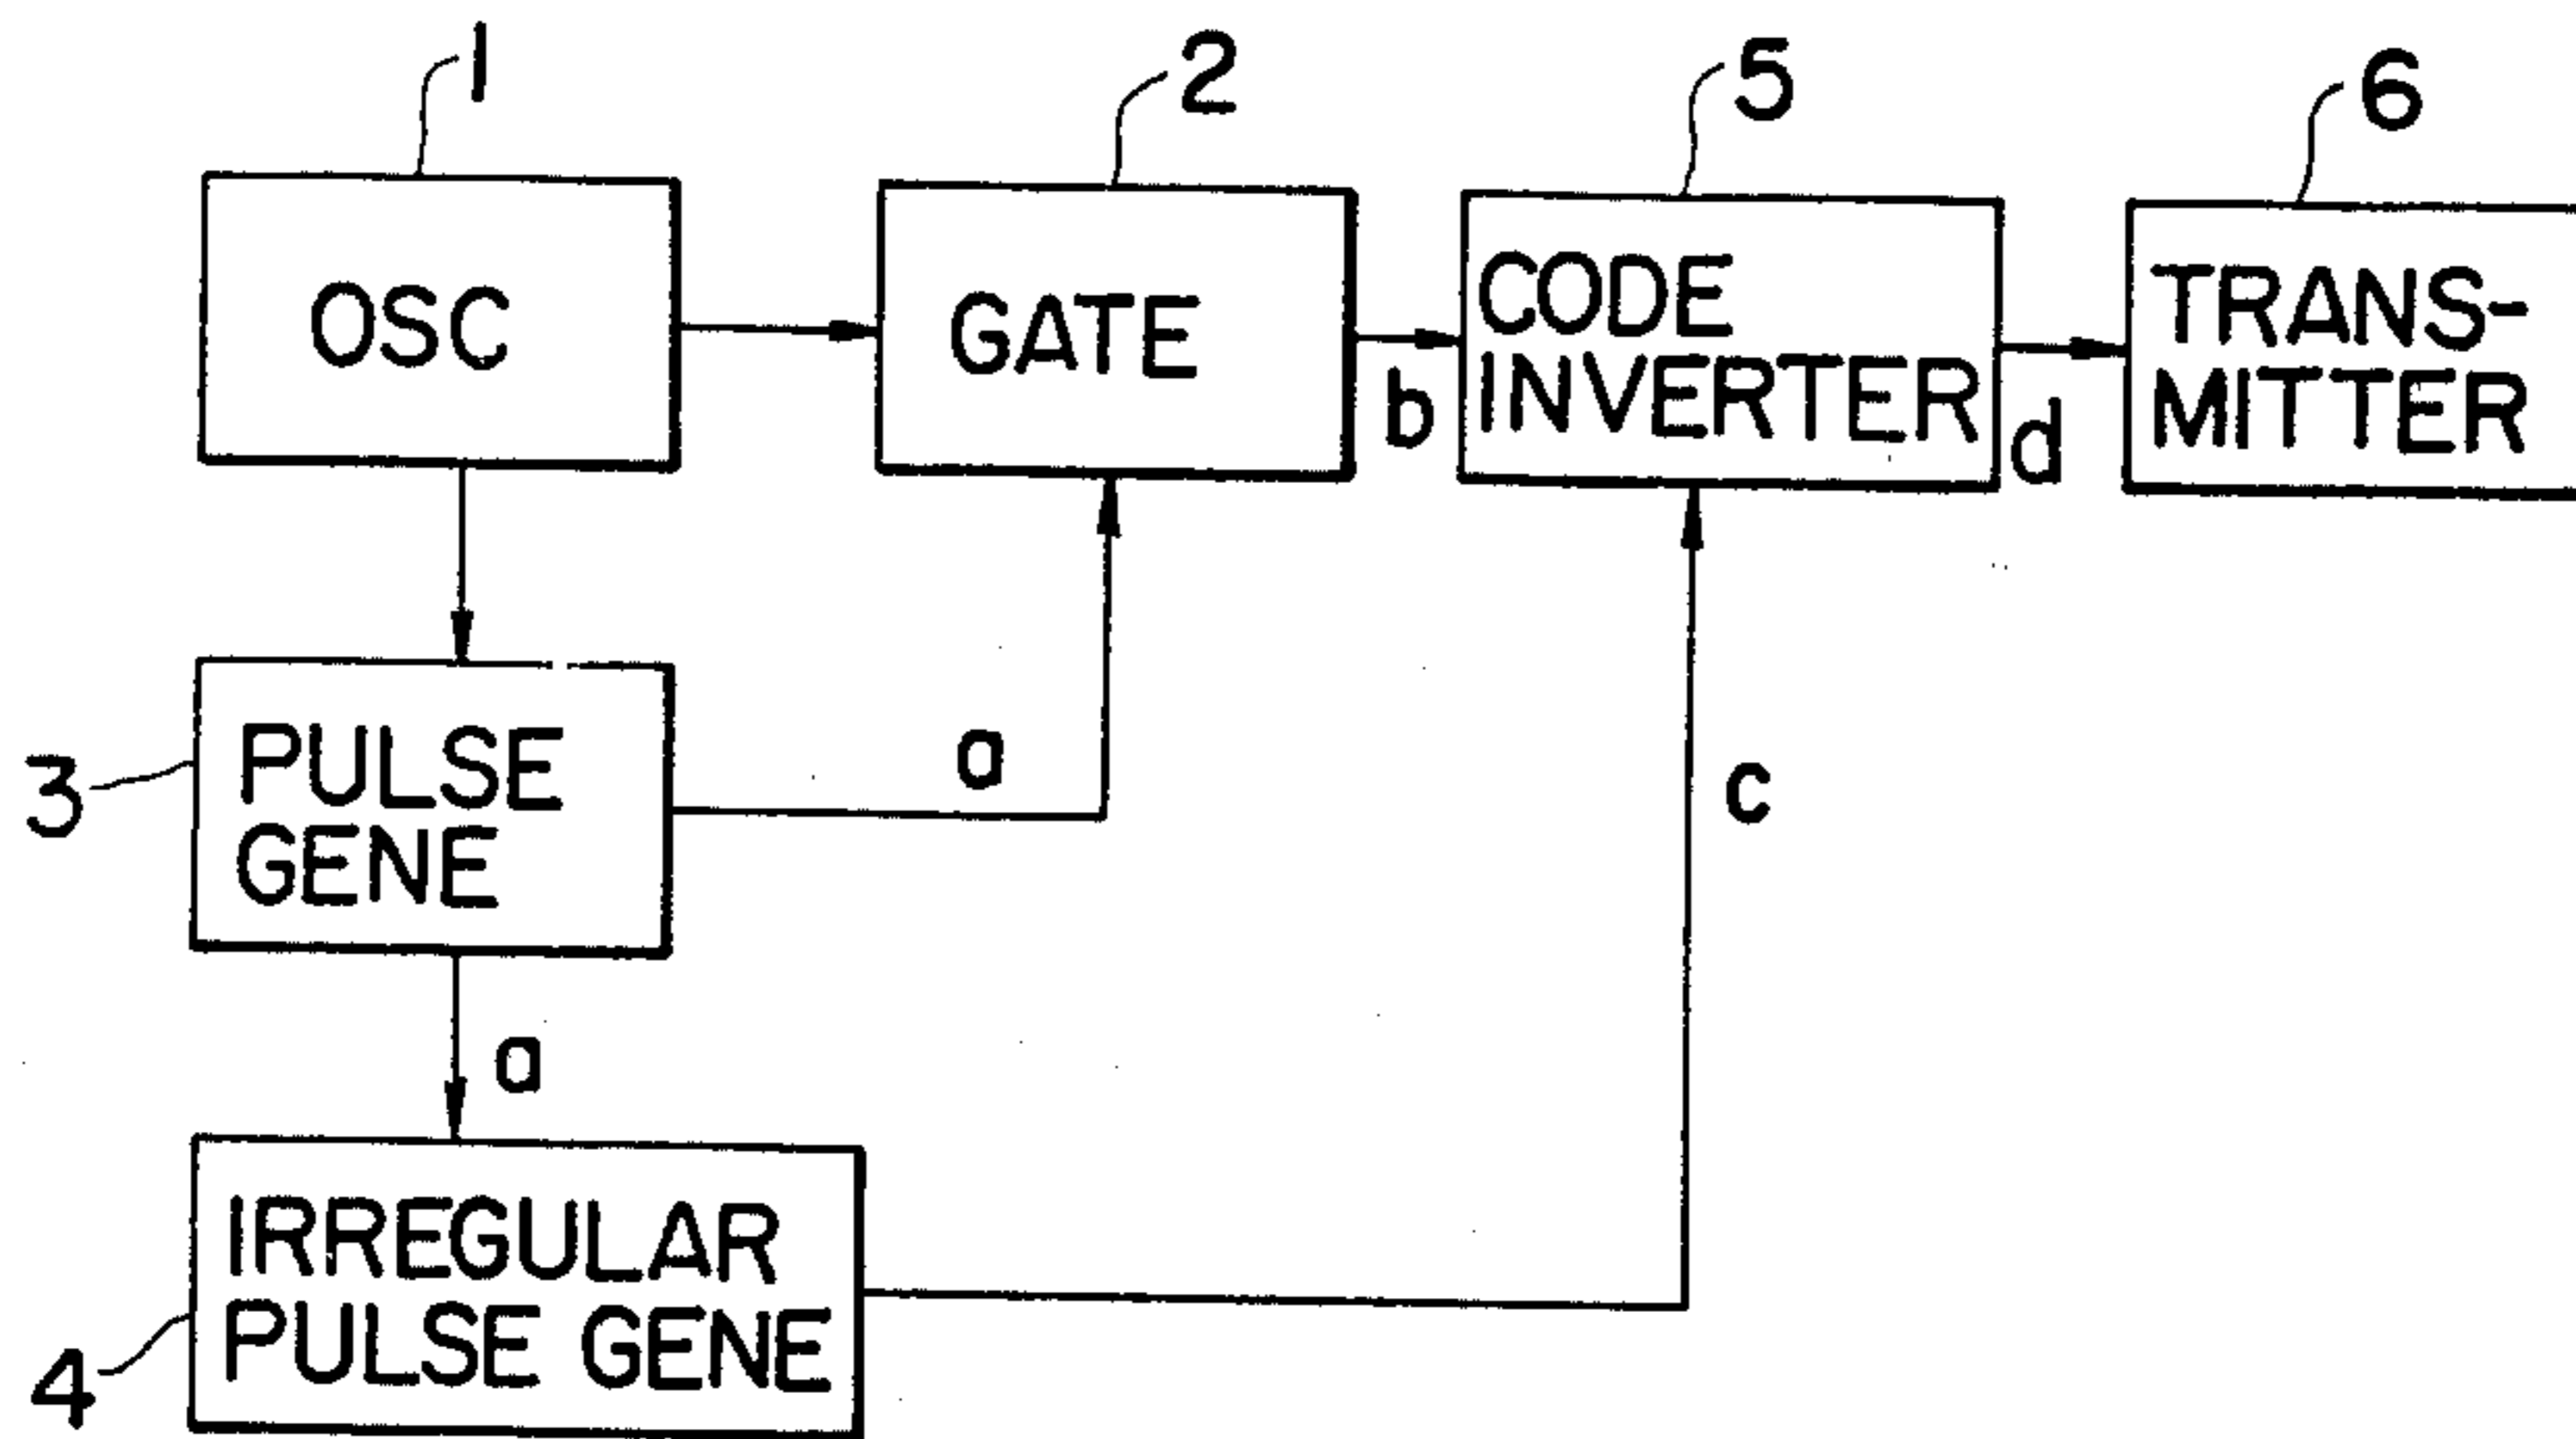 1
2
5
6
OSC
GATE
CODE
INVERTER
TRANS-
MITTER
b
d
3
PULSE
GENE
a
c
a
4
IRREGULAR
PULSE GENE